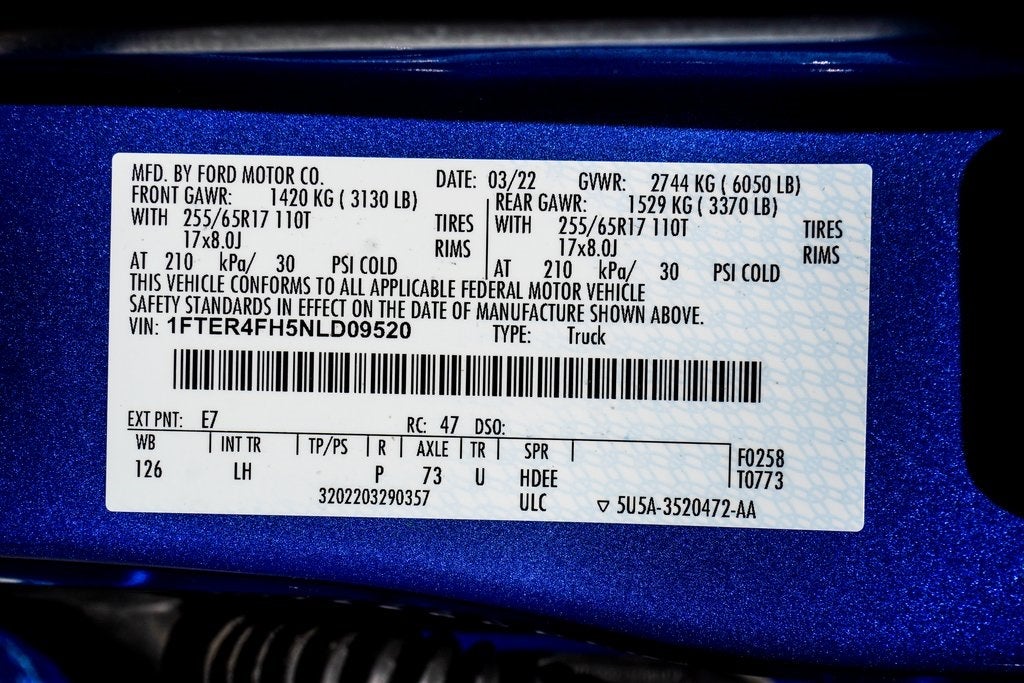 MFD. BY FORD MOTOR CO. DATE: 03/22 GVWR: 2744 KG ( 6050 LB)
FRONT GAWR: 1420 KG ( 3130 LB) REAR GAWR: 1529 KG ( 3370 LB)
WITH 255/65R17 110T TIRES WITH 255/65R17 110T TIRES
17x8.0J RIMS 17x8.0J RIMS
AT 210 kPa/ 30 PSI COLD AT 210 kPa/ 30 PSI COLD
THIS VEHICLE CONFORMS TO ALL APPLICABLE FEDERAL MOTOR VEHICLE
SAFETY STANDARDS IN EFFECT ON THE DATE OF MANUFACTURE SHOWN ABOVE.
VIN: 1FTER4FH5NLD09520 TYPE: Truck
EXT PNT: E7 RC: 47 DSO:
WB INT TR TP/PS R AXLE TR SPR F0258
126 LH P 73 U HDEE T0773
3202203290357 ULC ▽ 5U5A-3520472-AA